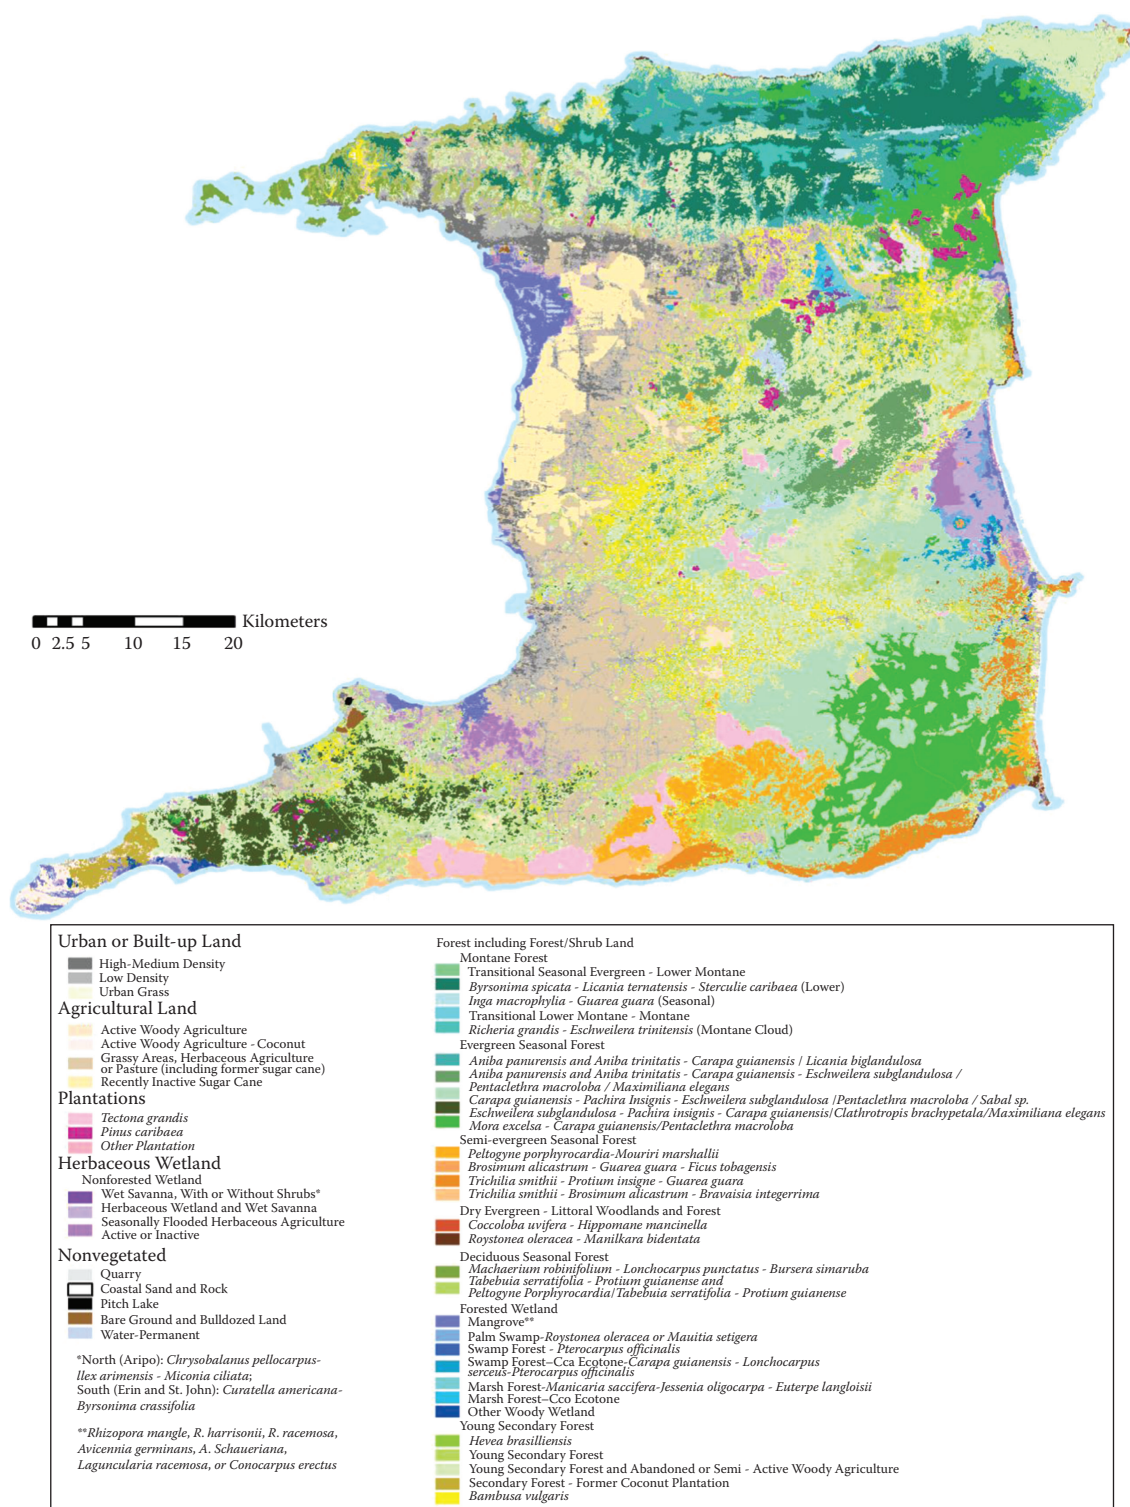 Kilometers
0 2.5 5 10 15 20
Urban or Built-up Land
High-Medium Density
Low Density
Urban Grass
Agricultural Land
Active Woody Agriculture
Active Woody Agriculture - Coconut
Grassy Areas, Herbaceous Agriculture
or Pasture (including former sugar cane)
Recently Inactive Sugar Cane
Plantations
Tectona grandis
Pinus caribaea
Other Plantation
Herbaceous Wetland
Nonforested Wetland
Wet Savanna, With or Without Shrubs*
Herbaceous Wetland and Wet Savanna
Seasonally Flooded Herbaceous Agriculture
Active or Inactive
Nonvegetated
Quarry
Coastal Sand and Rock
Pitch Lake
Bare Ground and Bulldozed Land
Water-Permanent
*North (Aripo): Chrysobalanus pellocarpus-
llex arimensis - Miconia ciliata;
South (Erin and St. John): Curatella americana-
Byrsonima crassifolia
**Rhizopora mangle, R. harrisonii, R. racemosa,
Avicennia germinans, A. Schaueriana,
Laguncularia racemosa, or Conocarpus erectus
Forest including Forest/Shrub Land
Montane Forest
Transitional Seasonal Evergreen - Lower Montane
Byrsonima spicata - Licania ternatensis - Sterculie caribaea (Lower)
Inga macrophylia - Guarea guara (Seasonal)
Transitional Lower Montane - Montane
Richeria grandis - Eschweilera trinitensis (Montane Cloud)
Evergreen Seasonal Forest
Aniba panurensis and Aniba trinitatis - Carapa guianensis / Licania biglandulosa
Aniba panurensis and Aniba trinitatis - Carapa guianensis - Eschweilera subglandulosa /
Pentaclethra macroloba / Maximiliana elegans
Carapa guianensis - Pachira Insignis - Eschweilera subglandulosa /Pentaclethra macroloba / Sabal sp.
Eschweilera subglandulosa - Pachira insignis - Carapa guianensis/Clathrotropis brachypetala/Maximiliana elegans
Mora excelsa - Carapa guianensis/Pentaclethra macroloba
Semi-evergreen Seasonal Forest
Peltogyne porphyrocardia-Mouriri marshallii
Brosimum alicastrum - Guarea guara - Ficus tobagensis
Trichilia smithii - Protium insigne - Guarea guara
Trichilia smithii - Brosimum alicastrum - Bravaisia integerrima
Dry Evergreen - Littoral Woodlands and Forest
Coccoloba uvifera - Hippomane mancinella
Roystonea oleracea - Manilkara bidentata
Deciduous Seasonal Forest
Machaerium robinifolium - Lonchocarpus punctatus - Bursera simaruba
Tabebuia serratifolia - Protium guianense and
Peltogyne Porphyrocardia/Tabebuia serratifolia - Protium guianense
Forested Wetland
Mangrove**
Palm Swamp-Roystonea oleracea or Mauitia setigera
Swamp Forest - Pterocarpus officinalis
Swamp Forest–Cca Ecotone-Carapa guianensis - Lonchocarpus
serceus-Pterocarpus officinalis
Marsh Forest-Manicaria saccifera-Jessenia oligocarpa - Euterpe langloisii
Marsh Forest–Cco Ecotone
Other Woody Wetland
Young Secondary Forest
Hevea brasilliensis
Young Secondary Forest
Young Secondary Forest and Abandoned or Semi - Active Woody Agriculture
Secondary Forest - Former Coconut Plantation
Bambusa vulgaris